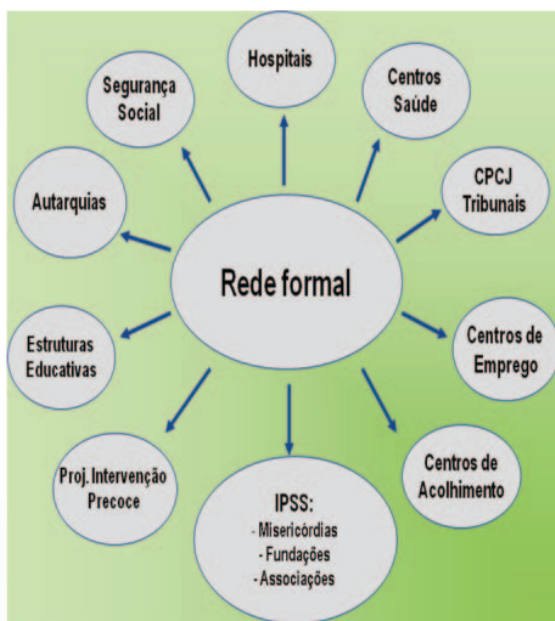 Hospitais
Segurança
Social
Centros
Saúde
Autarquias
CPCJ
Tribunais
Rede formal
Estruturas
Educativas
Centros de
Emprego
Proj. Intervenção
Precoce
Centros de
Acolhimento
IPSS:
- Misericórdias
- Fundações
- Associações